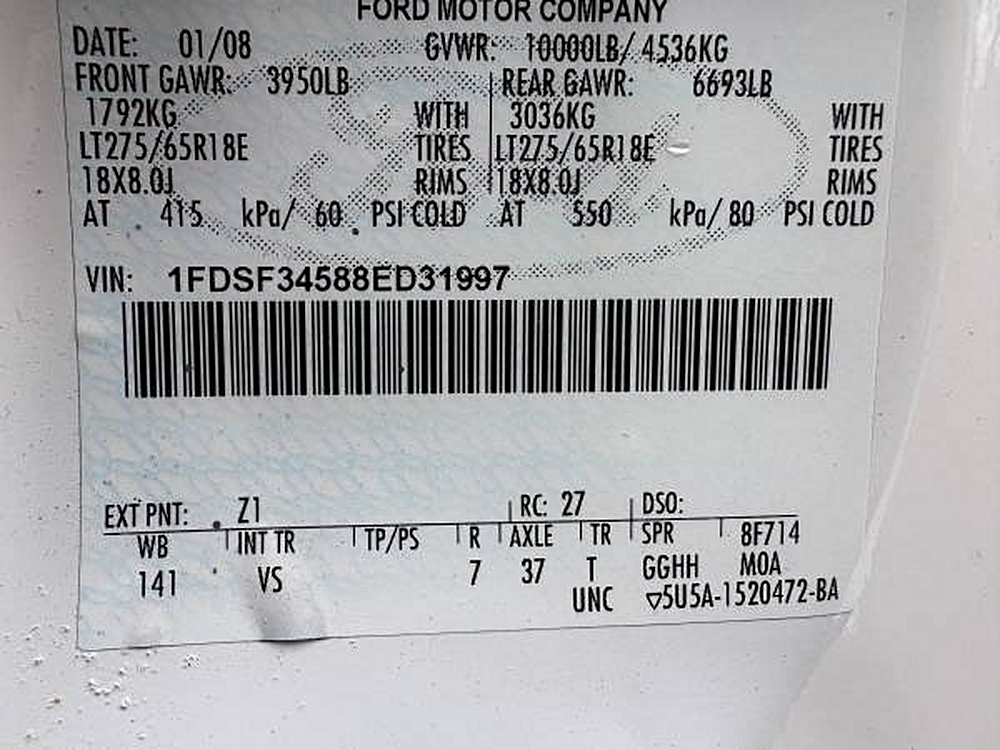 FORD MOTOR COMPANY
DATE: 01/08 GVWR: 10000LB/ 4536KG
FRONT GAWR: 3950LB REAR GAWR: 6693LB
1792KG WITH 3036KG WITH
LT275/65R18E TIRES LT275/65R18E TIRES
18X8.0J RIMS 18X8.0J RIMS
AT 415 kPa/ 60 PSI COLD AT 550 kPa/ 80 PSI COLD
VIN: 1FDSF34588ED31997
EXT PNT: Z1 RC: 27 DSO:
WB INT TR TP/PS R AXLE TR SPR 8F714
141 VS 7 37 T GGHH MOA
UNC ▽5U5A-1520472-BA